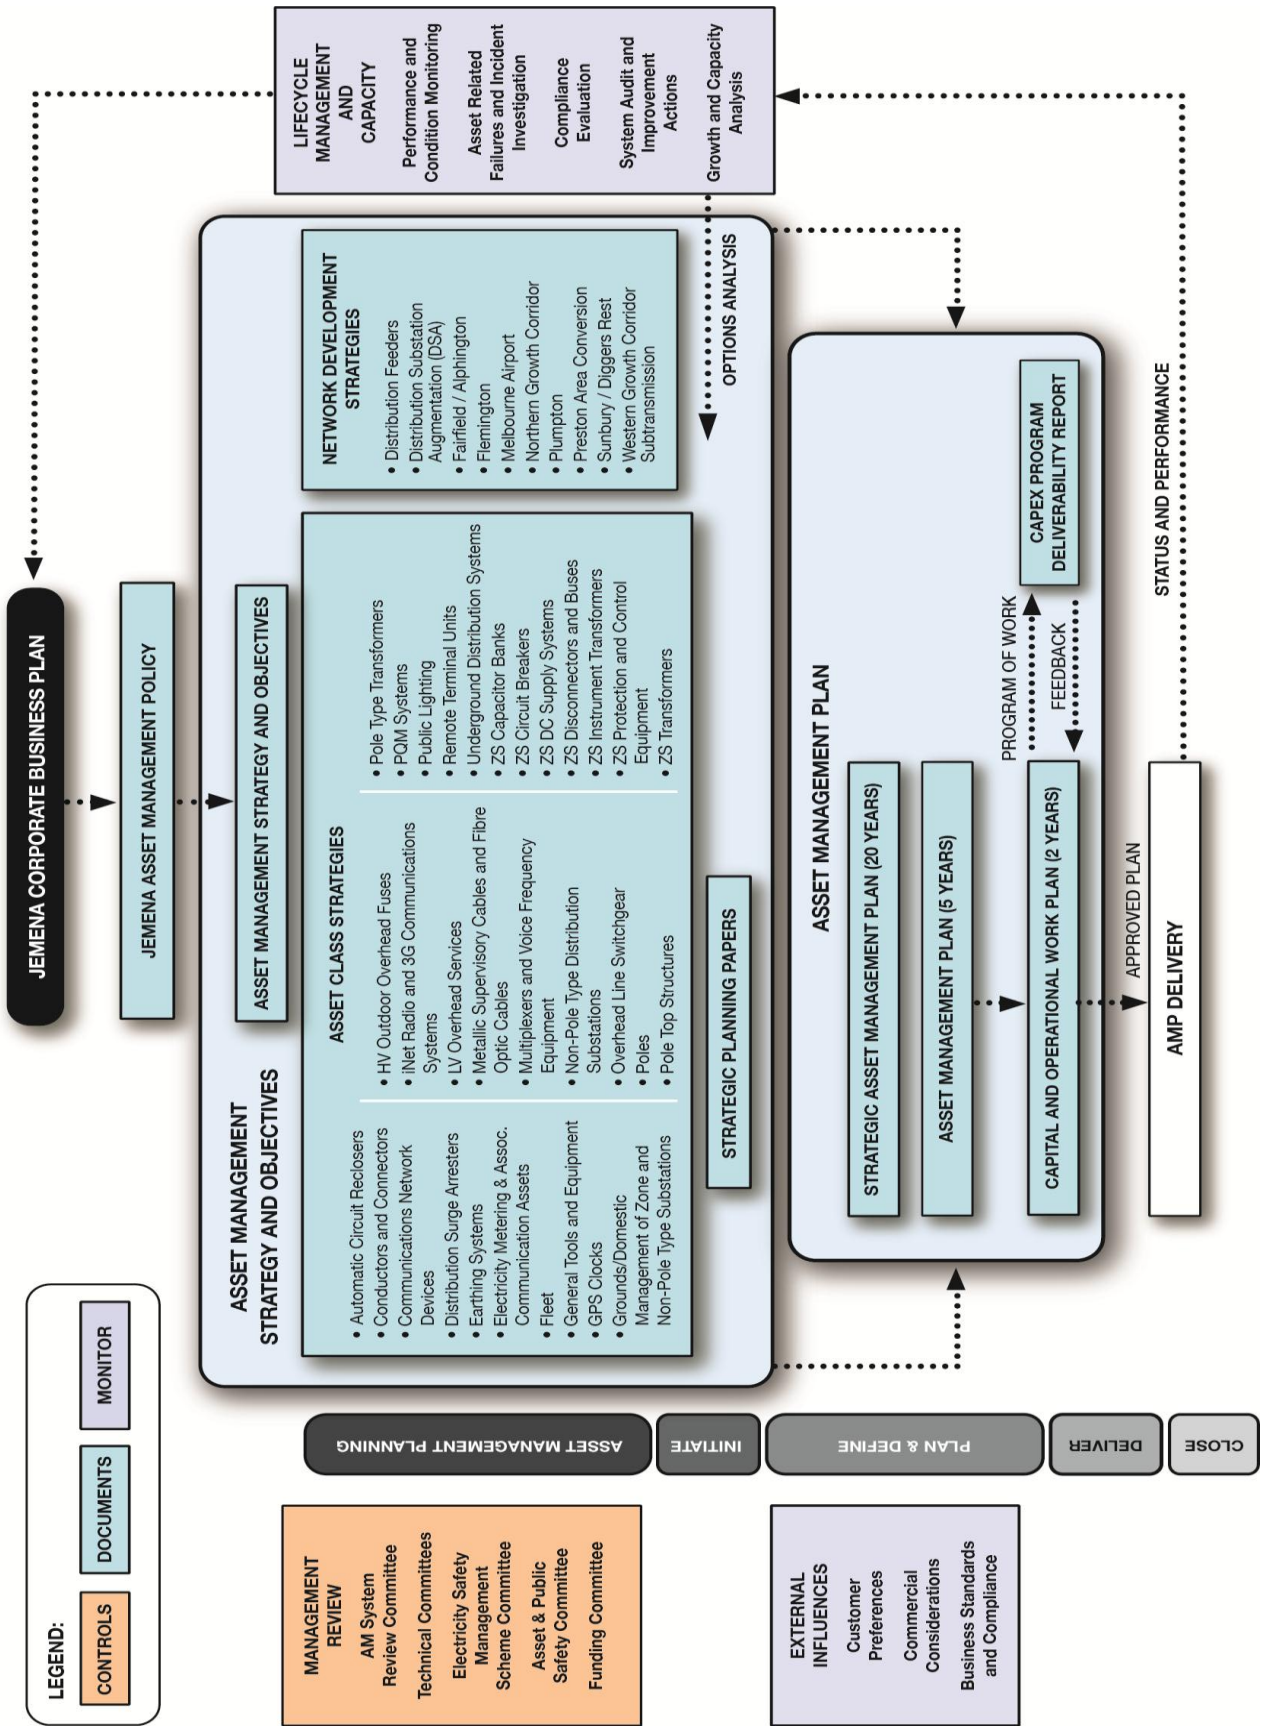 LEGEND:
CONTROLS
DOCUMENTS
MONITOR
JEMENA CORPORATE BUSINESS PLAN
JEMENA ASSET MANAGEMENT POLICY
MANAGEMENT
REVIEW
AM System
Review Committee
Technical Committees
Electricity Safety
Management
Scheme Committee
Asset & Public
Safety Committee
Funding Committee
EXTERNAL
INFLUENCES
Customer
Preferences
Commercial
Considerations
Business Standards
and Compliance
ASSET MANAGEMENT PLANNING
INITIATE
PLAN & DEFINE
DELIVER
CLOSE
ASSET MANAGEMENT
STRATEGY AND OBJECTIVES
ASSET MANAGEMENT STRATEGY AND OBJECTIVES
ASSET CLASS STRATEGIES
• Automatic Circuit Reclosers
• Conductors and Connectors
• Communications Network
Devices
• Distribution Surge Arresters
• Earthing Systems
• Electricity Metering & Assoc.
Communication Assets
• Fleet
• General Tools and Equipment
• GPS Clocks
• Grounds/Domestic
Management of Zone and
Non-Pole Type Substations
• HV Outdoor Overhead Fuses
• iNet Radio and 3G Communications
Systems
• LV Overhead Services
• Metallic Supervisory Cables and Fibre
Optic Cables
• Multiplexers and Voice Frequency
Equipment
• Non-Pole Type Distribution
Substations
• Overhead Line Switchgear
• Poles
• Pole Top Structures
• Pole Type Transformers
• PQM Systems
• Public Lighting
• Remote Terminal Units
• Underground Distribution Systems
• ZS Capacitor Banks
• ZS Circuit Breakers
• ZS DC Supply Systems
• ZS Disconnectors and Buses
• ZS Instrument Transformers
• ZS Protection and Control
Equipment
• ZS Transformers
NETWORK DEVELOPMENT
STRATEGIES
• Distribution Feeders
• Distribution Substation
Augmentation (DSA)
• Fairfield / Alphington
• Flemington
• Melbourne Airport
• Northern Growth Corridor
• Plumpton
• Preston Area Conversion
• Sunbury / Diggers Rest
• Western Growth Corridor
Subtransmission
STRATEGIC PLANNING PAPERS
OPTIONS ANALYSIS
LIFECYCLE
MANAGEMENT
AND
CAPACITY
Performance and
Condition Monitoring
Asset Related
Failures and Incident
Investigation
Compliance
Evaluation
System Audit and
Improvement
Actions
Growth and Capacity
Analysis
ASSET MANAGEMENT PLAN
STRATEGIC ASSET MANAGEMENT PLAN (20 YEARS)
ASSET MANAGEMENT PLAN (5 YEARS)
CAPITAL AND OPERATIONAL WORK PLAN (2 YEARS)
PROGRAM OF WORK
FEEDBACK
CAPEX PROGRAM
DELIVERABILITY REPORT
APPROVED PLAN
AMP DELIVERY
STATUS AND PERFORMANCE